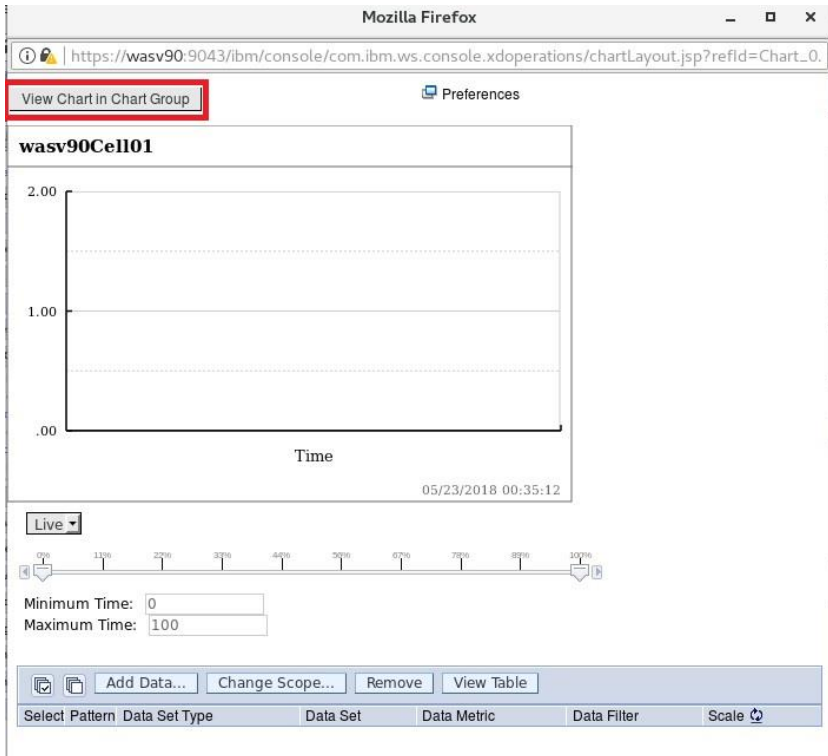 Mozilla Firefox
https://wasv90:9043/ibm/console/com.ibm.ws.console.xdoperations/chartLayout.jsp?refId=Chart_0.
View Chart in Chart Group Preferences
wasv90Cell01
2.00
1.00
.00
Time
05/23/2018 00:35:12
Live
0% 11% 22% 33% 44% 56% 67% 78% 89% 100%
Minimum Time: 0
Maximum Time: 100
Add Data... Change Scope... Remove View Table
Select Pattern Data Set Type Data Set Data Metric Data Filter Scale